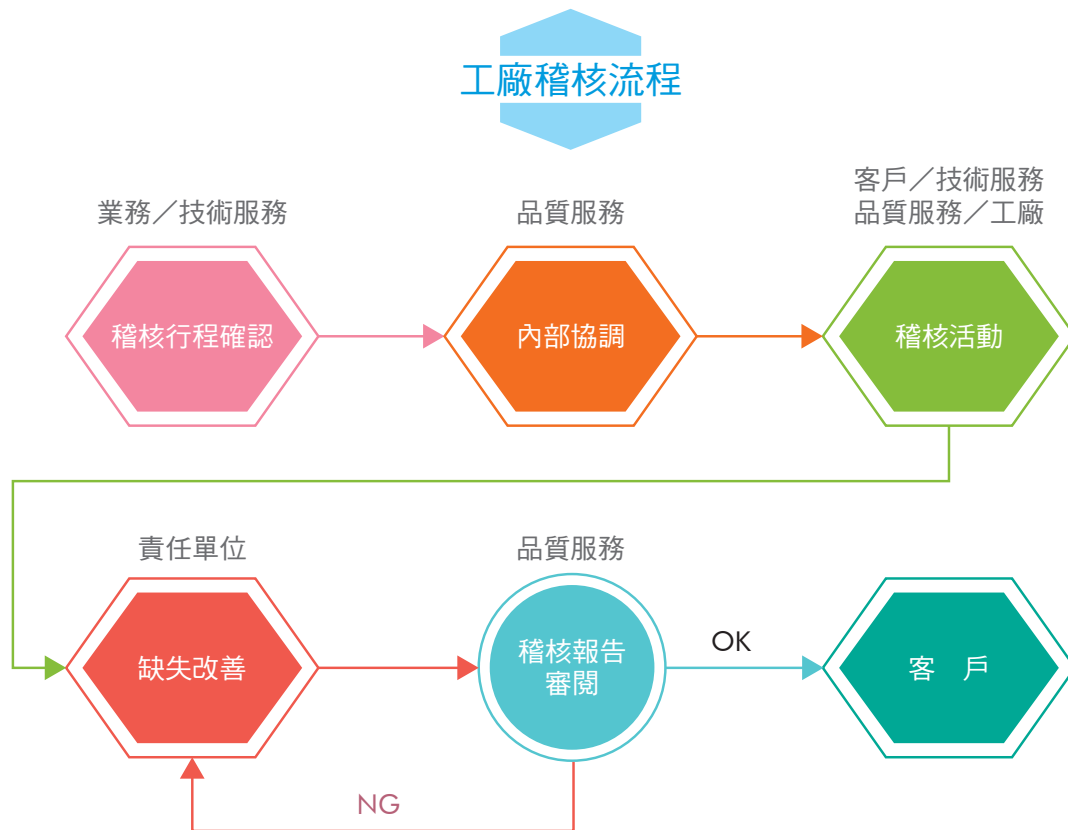 工廠稽核流程
業務／技術服務
品質服務
客戶／技術服務
品質服務／工廠
稽核行程確認
內部協調
稽核活動
責任單位
品質服務
缺失改善
稽核報告
審閱
OK
客　戶
NG